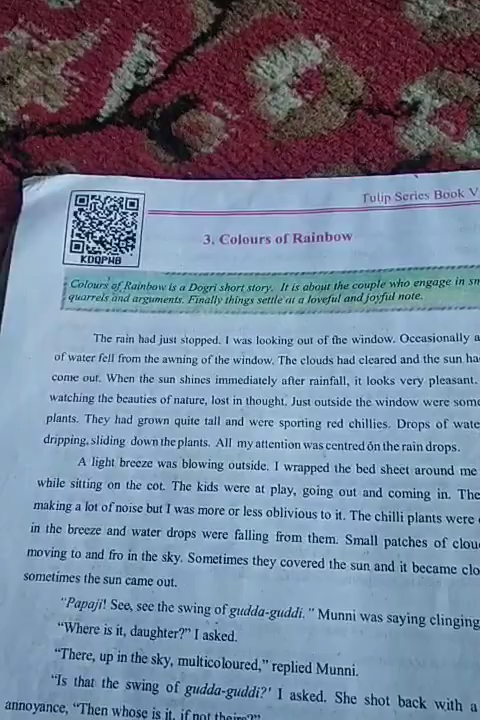 Tulip Series Book V
KDQPHB
3. Colours of Rainbow
Colours of Rainbow is a Dogri short story. It is about the couple who engage in
quarrels and arguments. Finally things settle at a loveful and joyful note.
The rain had just stopped. I was looking out of the window. Occasionally a
of water fell from the awning of the window. The clouds had cleared and the sun ha
come out. When the sun shines immediately after rainfall, it looks very pleasant.
watching the beauties of nature, lost in thought. Just outside the window were some
plants. They had grown quite tall and were sporting red chillies. Drops of wate
dripping, sliding down the plants. All my attention was centred on the rain drops.
A light breeze was blowing outside. I wrapped the bed sheet around me
while sitting on the cot. The kids were at play, going out and coming in. The
making a lot of noise but I was more or less oblivious to it. The chilli plants were
in the breeze and water drops were falling from them. Small patches of clou
moving to and fro in the sky. Sometimes they covered the sun and it became clo
sometimes the sun came out.
"Papaji! See, see the swing of gudda-guddi." Munni was saying clinging
"Where is it, daughter?" I asked.
"There, up in the sky, multicoloured," replied Munni.
"Is that the swing of gudda-guddi?' I asked. She shot back with a
annoyance, "Then whose is it, if not theirs?"